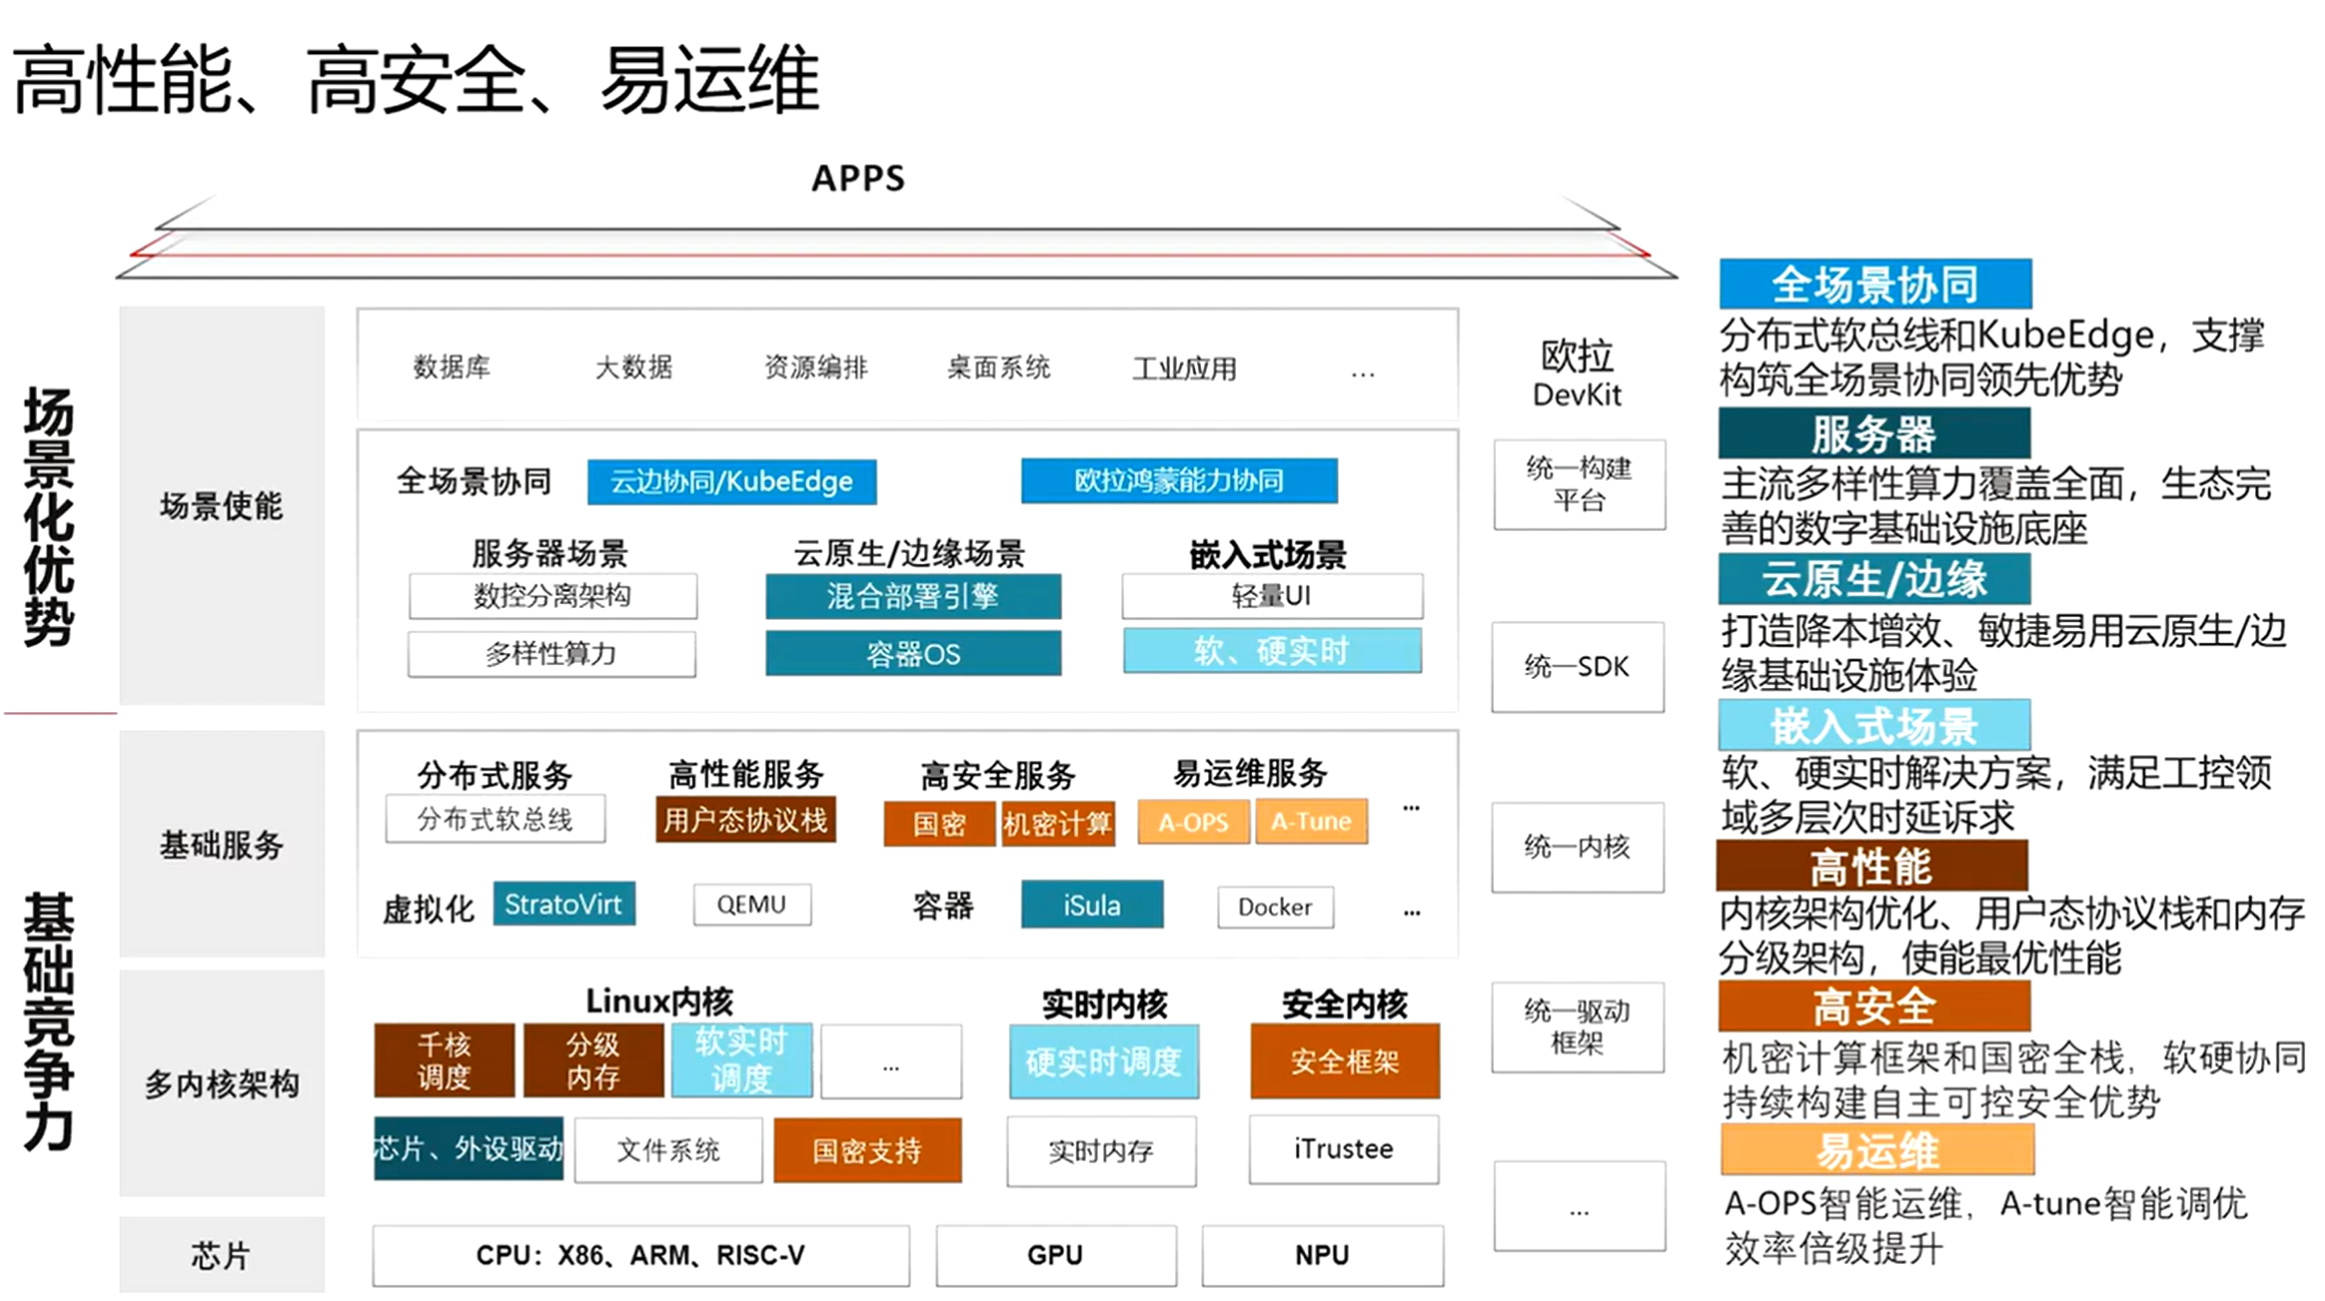 高性能、高安全、易运维
APPS
场景化优势
基础竞争力
场景使能
数据库 大数据 资源编排 桌面系统 工业应用 ...
全场景协同 云边协同/KubeEdge 欧拉鸿蒙能力协同
服务器场景 云原生/边缘场景 嵌入式场景
数控分离架构 混合部署引擎 轻量UI
多样性算力 容器OS 软、硬实时
基础服务
分布式服务 高性能服务 高安全服务 易运维服务
分布式软总线 用户态协议栈 国密 机密计算 A-OPS A-Tune ...
虚拟化 StratoVirt QEMU 容器 iSula Docker ...
多内核架构
Linux内核 实时内核 安全内核
千核
调度
分级
内存
软实时
调度
...
硬实时调度
安全框架
芯片、外设驱动 文件系统 国密支持 实时内存 iTrustee
芯片
CPU：X86、ARM、RISC-V GPU NPU
欧拉
DevKit
统一构建
平台
统一SDK
统一内核
统一驱动
框架
...
全场景协同
分布式软总线和KubeEdge，支撑
构筑全场景协同领先优势
服务器
主流多样性算力覆盖全面，生态完
善的数字基础设施底座
云原生/边缘
打造降本增效、敏捷易用云原生/边
缘基础设施体验
嵌入式场景
软、硬实时解决方案，满足工控领
域多层次时延诉求
高性能
内核架构优化、用户态协议栈和内存
分级架构，使能最优性能
高安全
机密计算框架和国密全栈，软硬协同
持续构建自主可控安全优势
易运维
A-OPS智能运维，A-tune智能调优
效率倍级提升